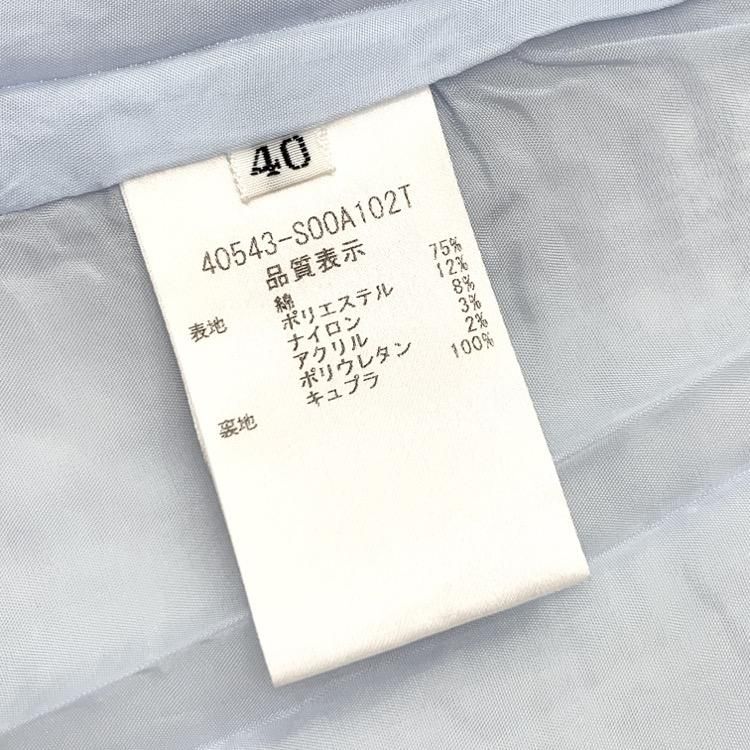 40
40543-S00A102T
品質表示
表地 綿 75%
ポリエステル 12%
ナイロン 8%
アクリル 3%
ポリウレタン 2%
裏地 キュプラ 100%